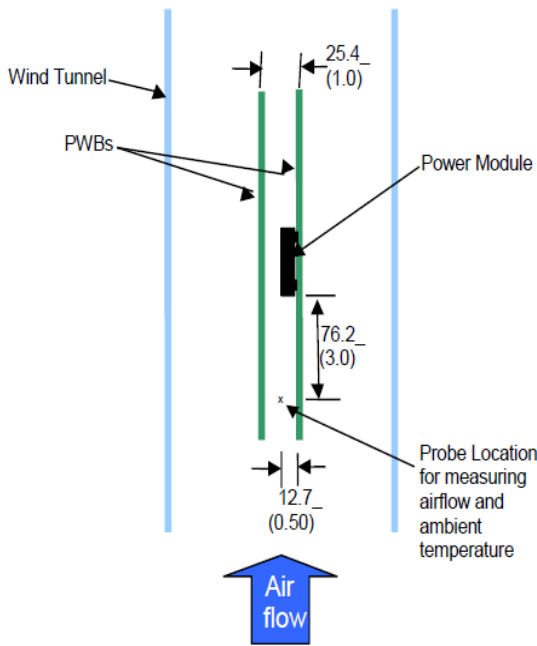 25.4_
(1.0)
Wind Tunnel
PWBs
Power Module
76.2_
(3.0)
x
Probe Location
for measuring
airflow and
ambient
temperature
12.7_
(0.50)
Air
flow